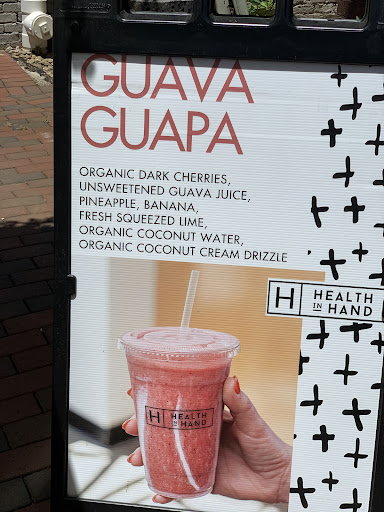 GUAVA
GUAPA
ORGANIC DARK CHERRIES,
UNSWEETENED GUAVA JUICE,
PINEAPPLE, BANANA,
FRESH SQUEEZED LIME,
ORGANIC COCONUT WATER,
ORGANIC COCONUT CREAM DRIZZLE
H HEALTH
IN HAND
H HEALTH
IN
HAND